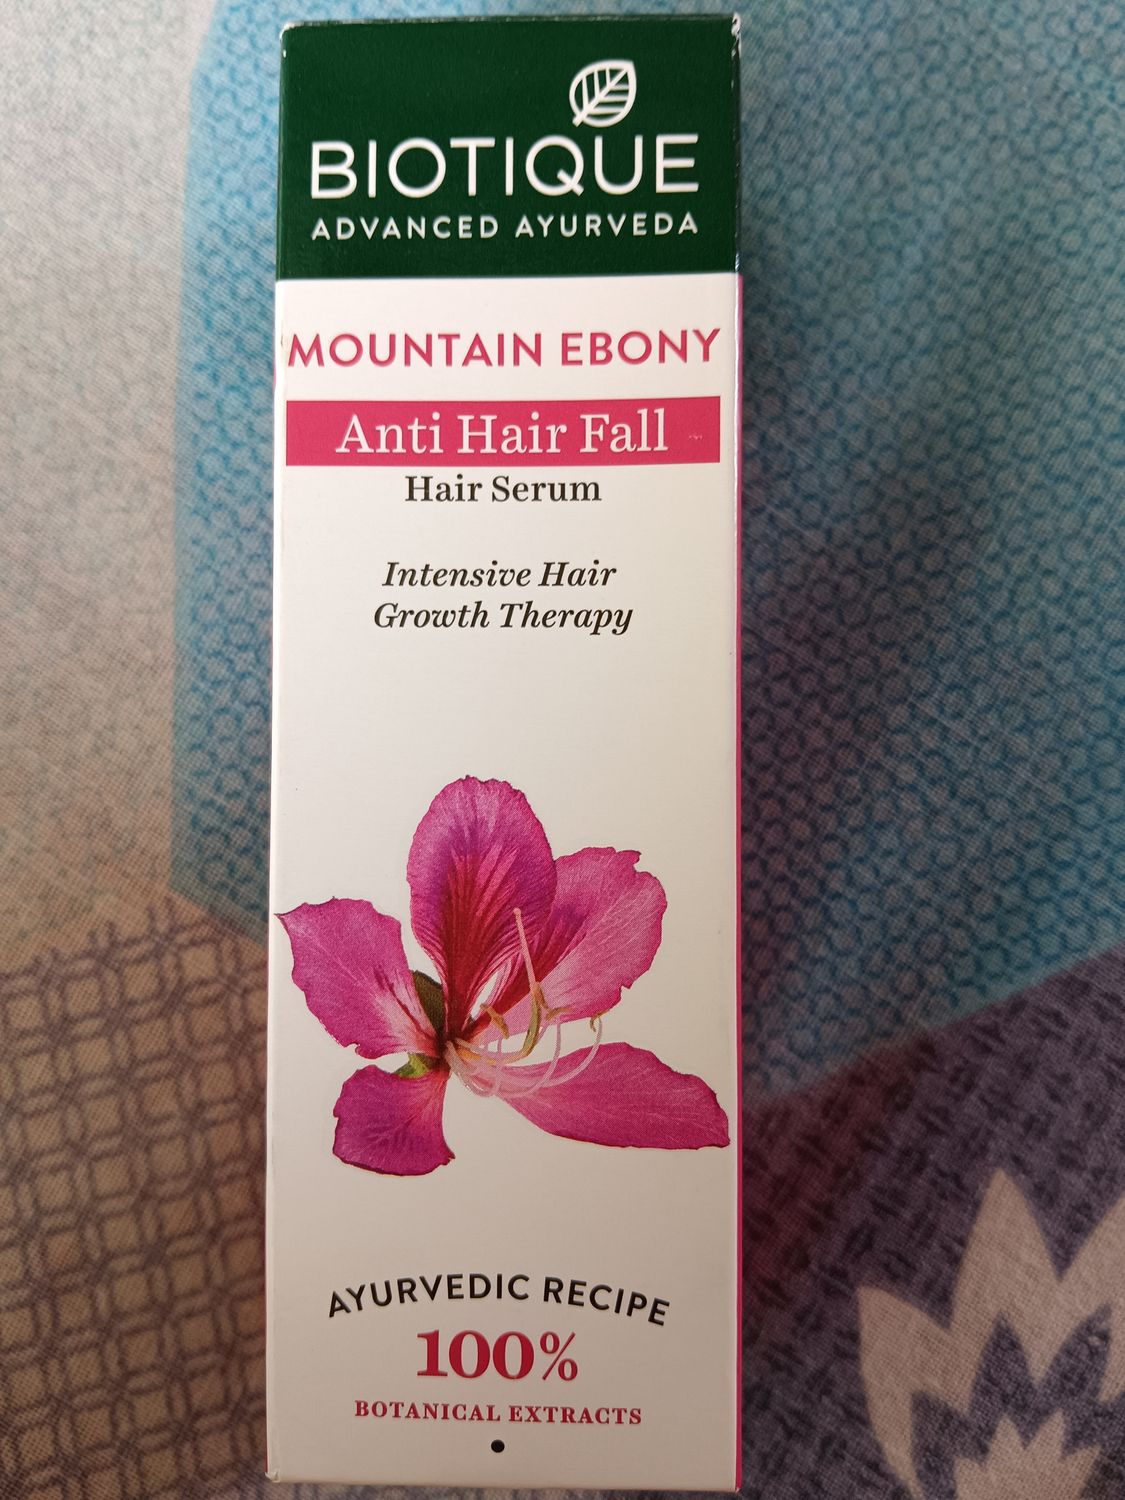 BIOTIQUE
ADVANCED AYURVEDA
MOUNTAIN EBONY
Anti Hair Fall
Hair Serum
Intensive Hair
Growth Therapy
AYURVEDIC RECIPE
100%
BOTANICAL EXTRACTS